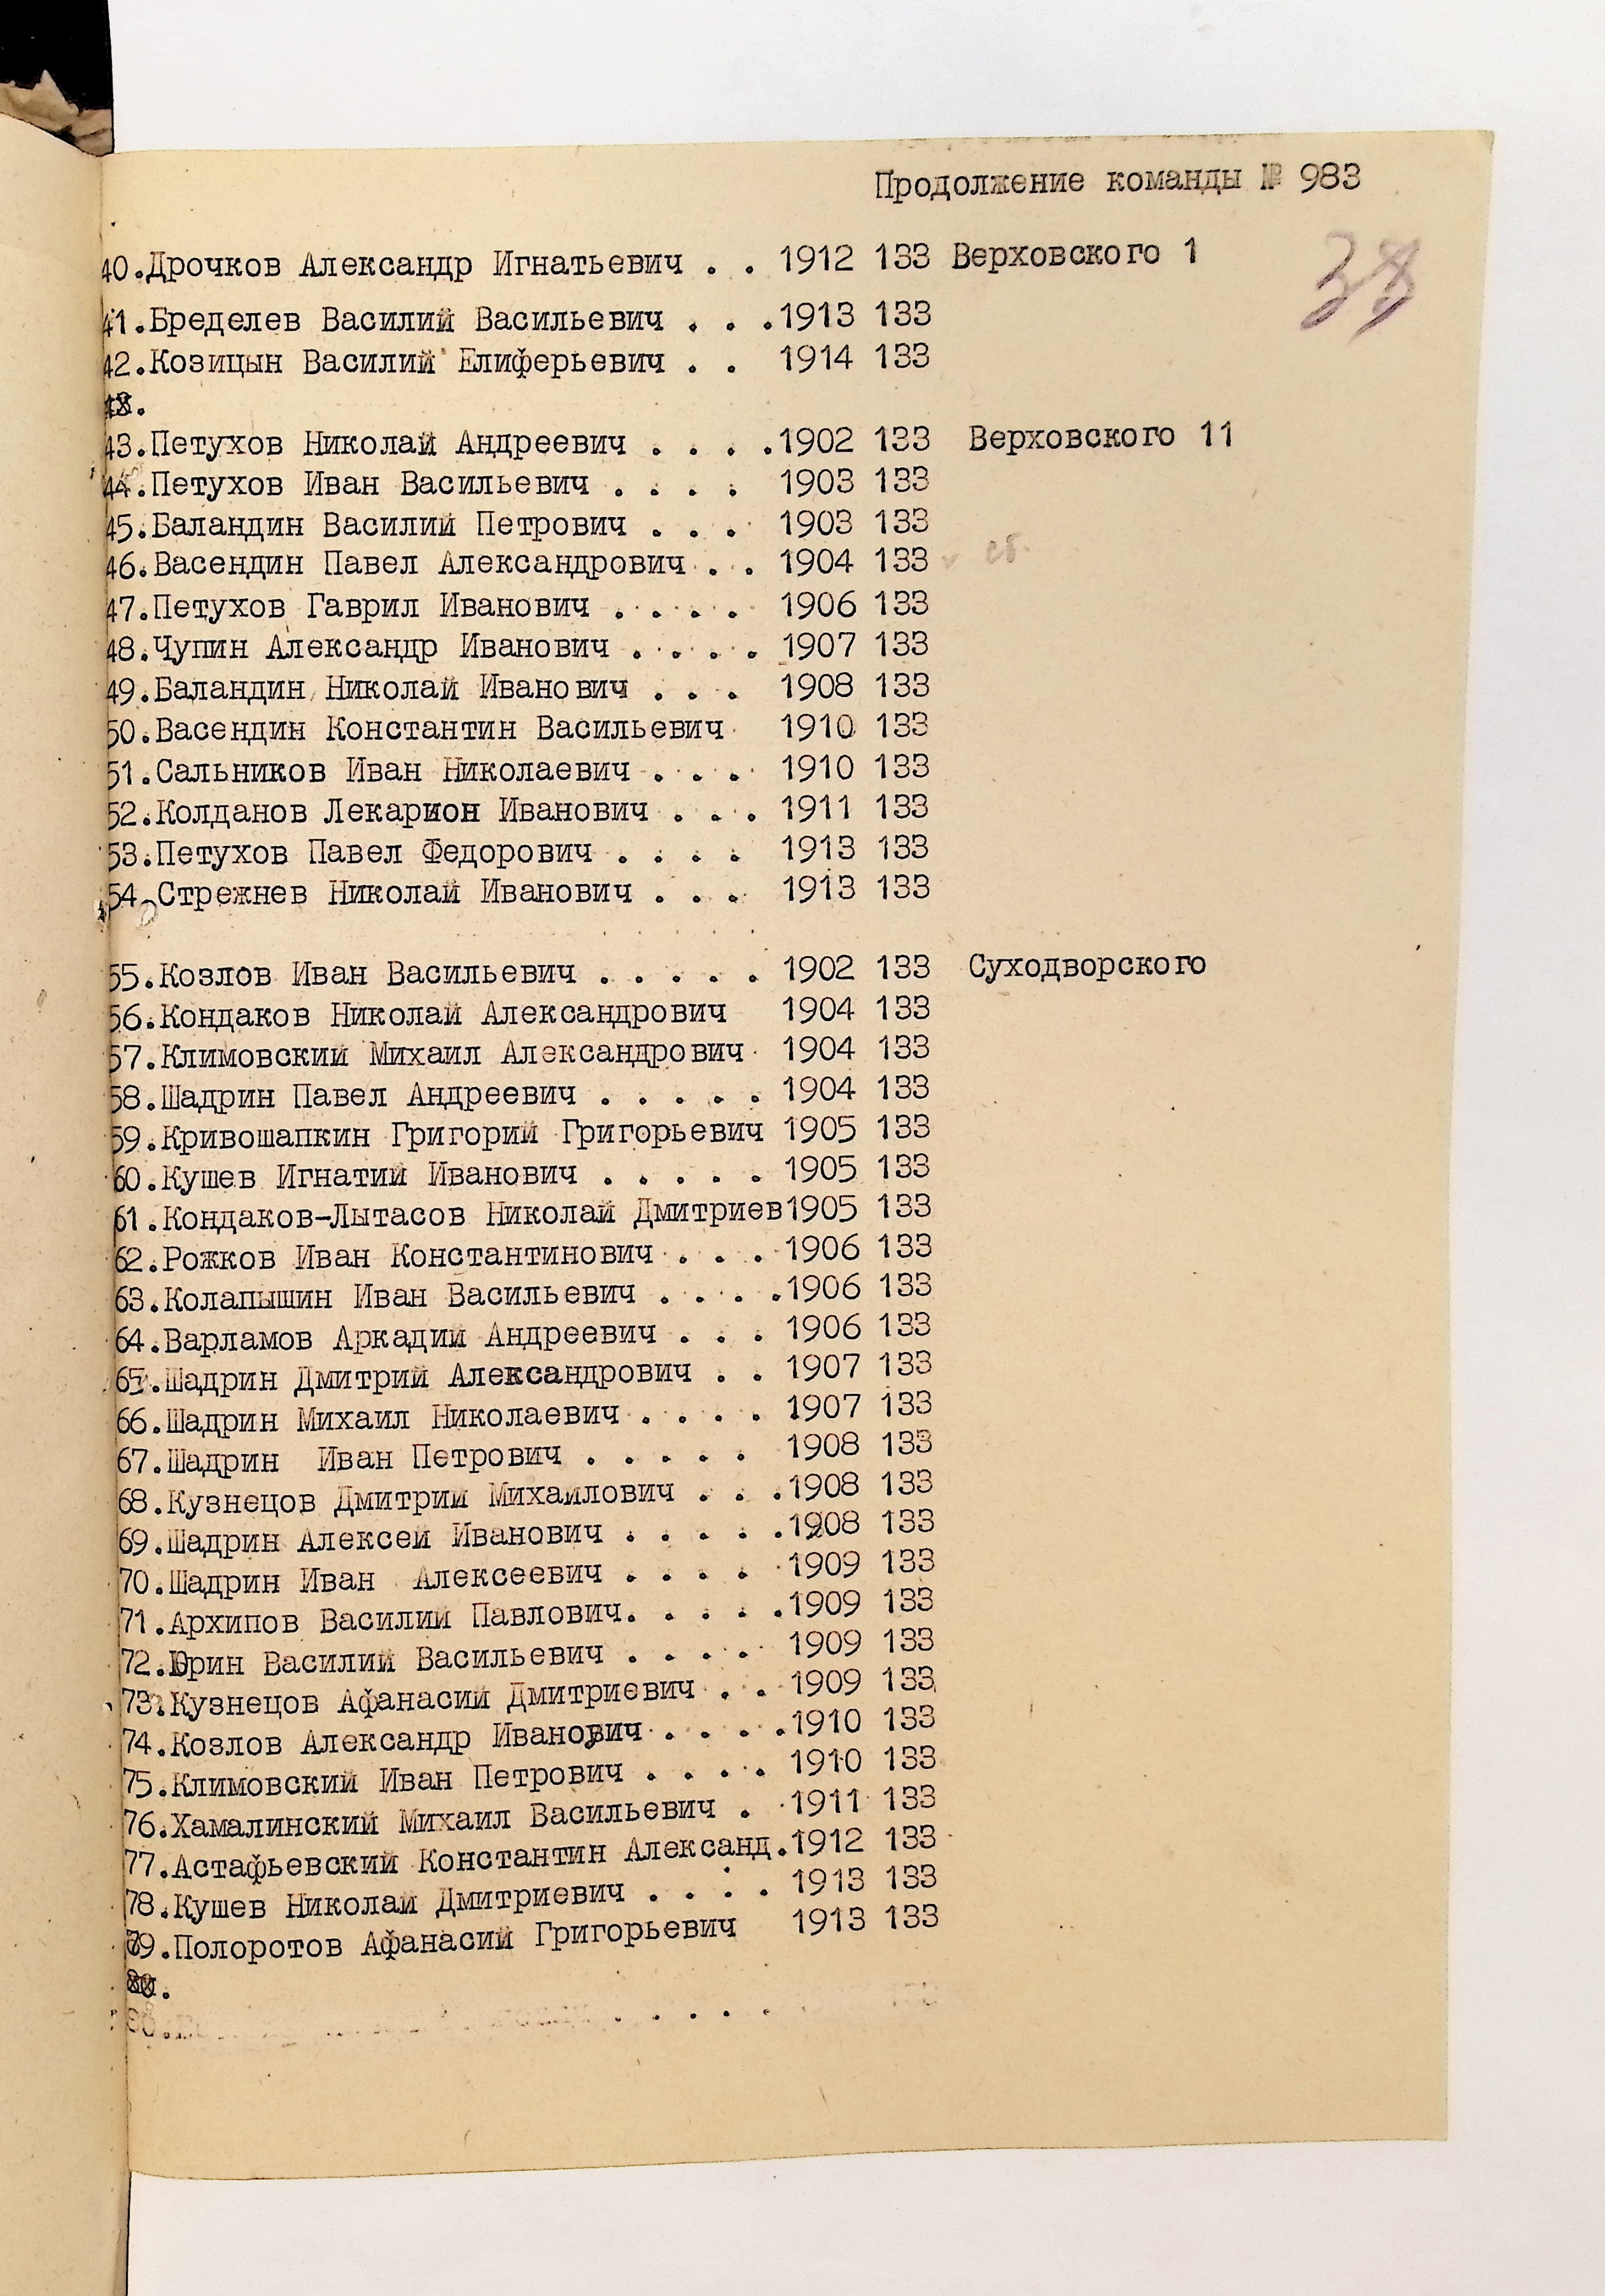 Продолжение команды № 983
40.Дрочков Александр Игнатьевич . . 1912 133 Верховского 1
41.Бределев Василий Васильевич . . .1913 133
42.Козицын Василий Елиферьевич . . 1914 133
43.Петухов Николай Андреевич . . . .1902 133 Верховского 11
44.Петухов Иван Васильевич . . . . 1903 133
45.Баландин Василий Петрович . . . 1903 133
46.Васендин Павел Александрович . . 1904 133
47.Петухов Гаврил Иванович . . . . 1906 133
48.Чупин Александр Иванович . . . . 1907 133
49.Баландин Николай Иванович . . . 1908 133
50.Васендин Константин Васильевич 1910 133
51.Сальников Иван Николаевич . . . 1910 133
52.Колданов Лекарион Иванович . . . 1911 133
53.Петухов Павел Федорович . . . . 1913 133
54.Стрежнев Николай Иванович . . . 1913 133
55.Козлов Иван Васильевич . . . . . 1902 133 Суходворского
56.Кондаков Николай Александрович 1904 133
57.Климовский Михаил Александрович 1904 133
58.Шадрин Павел Андреевич . . . . . 1904 133
59.Кривошапкин Григорий Григорьевич 1905 133
60.Кушев Игнатий Иванович . . . . . 1905 133
61.Кондаков-Лытасов Николай Дмитриев1905 133
62.Рожков Иван Константинович . . . 1906 133
63.Колапышин Иван Васильевич . . . .1906 133
64.Варламов Аркадий Андреевич . . . 1906 133
65.Шадрин Дмитрий Александрович . . 1907 133
66.Шадрин Михаил Николаевич . . . . 1907 133
67.Шадрин Иван Петрович . . . . . 1908 133
68.Кузнецов Дмитрий Михайлович . . .1908 133
69.Шадрин Алексей Иванович . . . . .1908 133
70.Шадрин Иван Алексеевич . . . . 1909 133
71.Архипов Василий Павлович. . . . .1909 133
72.Юрин Василий Васильевич . . . . 1909 133
73.Кузнецов Афанасий Дмитриевич . . 1909 133
74.Козлов Александр Иванович . . . .1910 133
75.Климовский Иван Петрович . . . . 1910 133
76.Хамалинский Михаил Васильевич . 1911 133
77.Астафьевский Константин Александ.1912 133
78.Кушев Николай Дмитриевич . . . . 1913 133
79.Полоротов Афанасий Григорьевич 1913 133